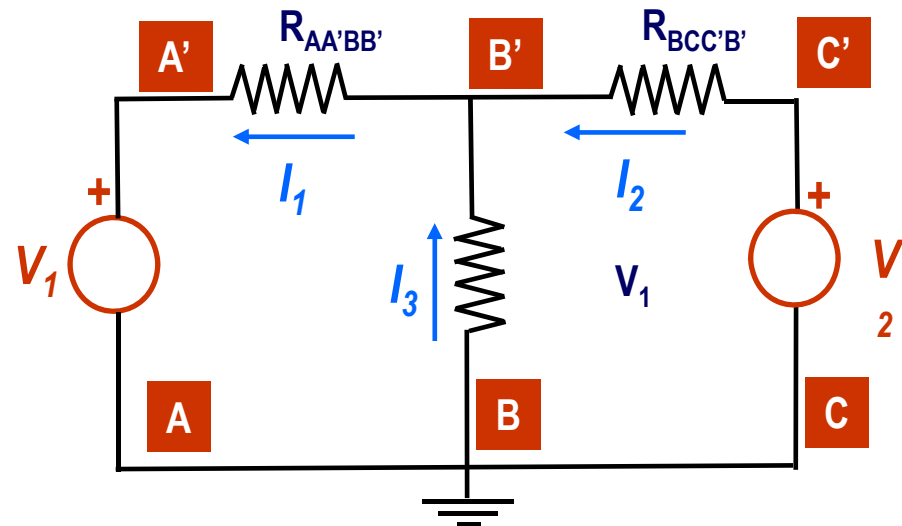 R_AA'BB'
R_BCC'B'
A’
B’
C’
I_1
I_2
+
+
V_1
I_3
V_1
V
2
A
B
C